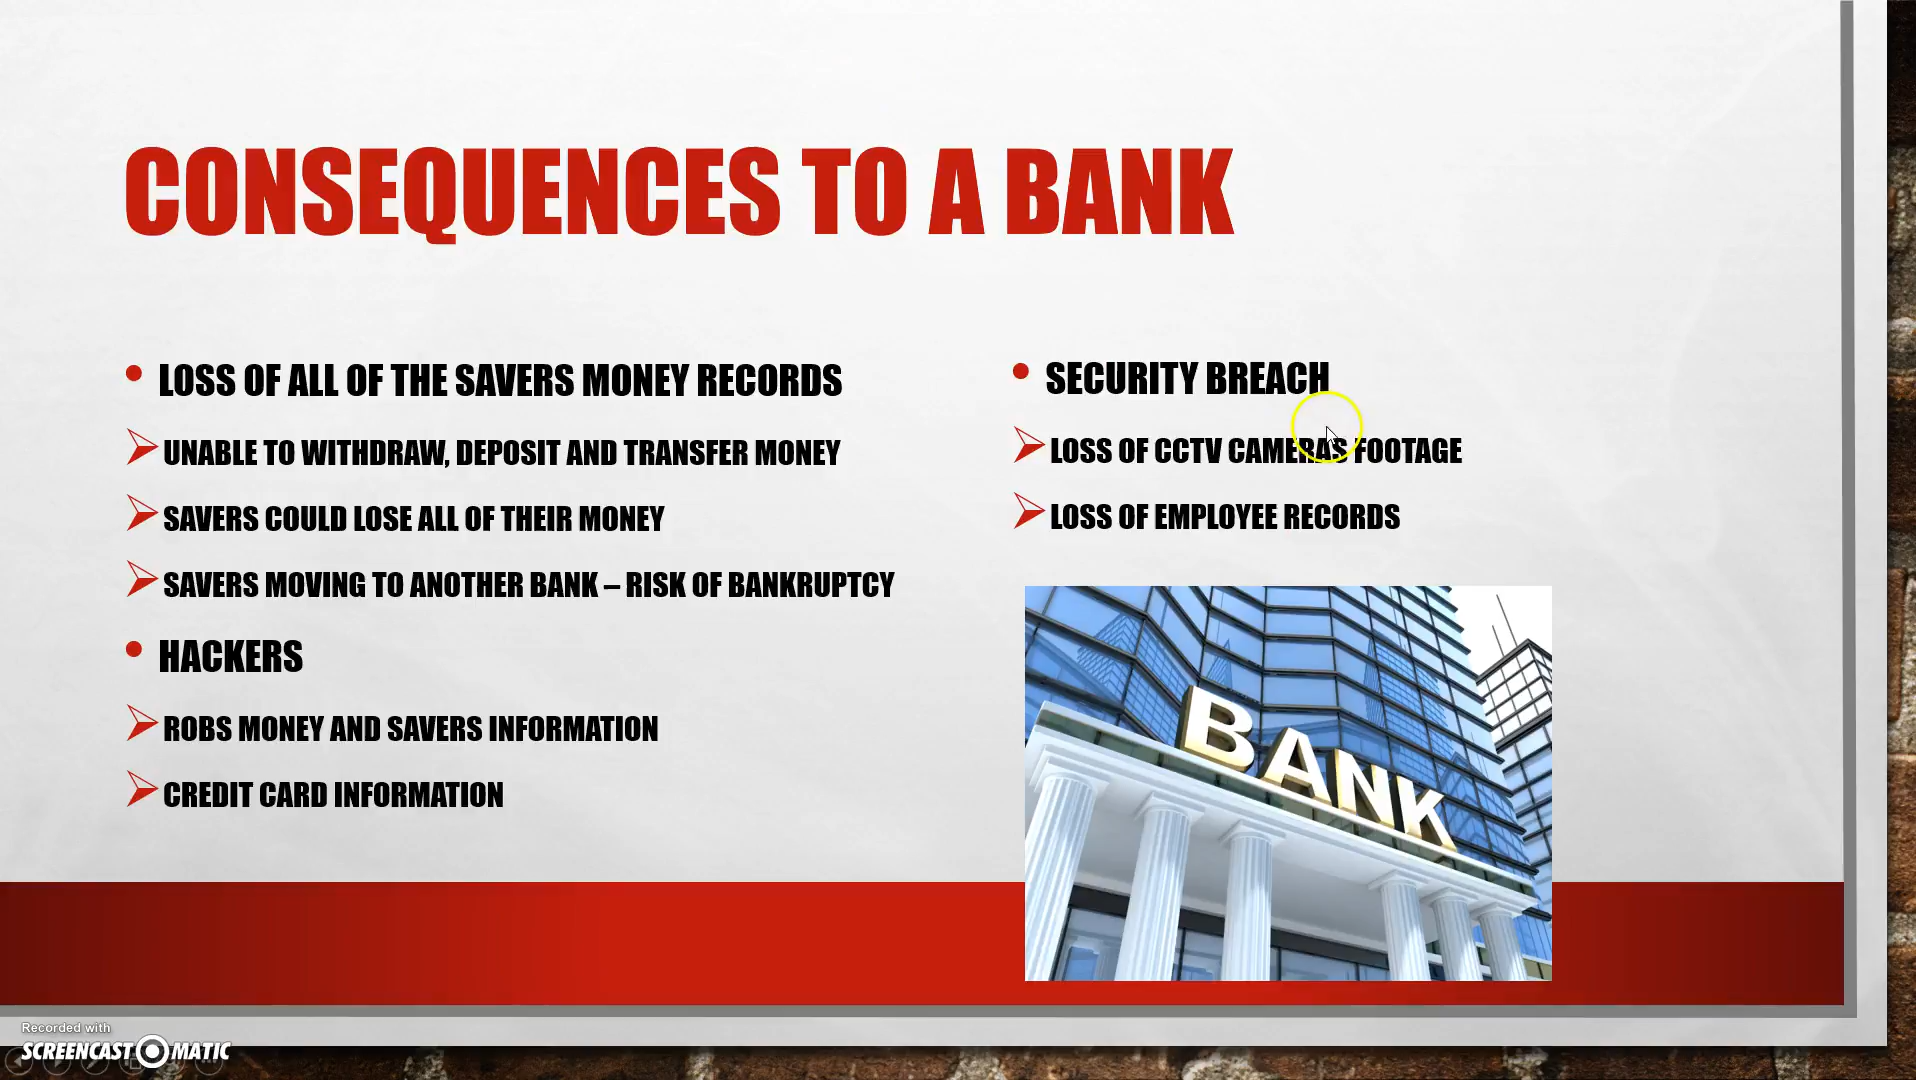 CONSEQUENCES TO A BANK
LOSS OF ALL OF THE SAVERS MONEY RECORDS
UNABLE TO WITHDRAW, DEPOSIT AND TRANSFER MONEY
SAVERS COULD LOSE ALL OF THEIR MONEY
SAVERS MOVING TO ANOTHER BANK – RISK OF BANKRUPTCY
HACKERS
ROBS MONEY AND SAVERS INFORMATION
CREDIT CARD INFORMATION
SECURITY BREACH
LOSS OF CCTV CAMERAS FOOTAGE
LOSS OF EMPLOYEE RECORDS
BANK
Recorded with
SCREENCAST O MATIC